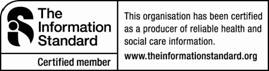 The
Information
Standard
Certified member
This organisation has been certified
as a producer of reliable health and
social care information.
www.theinformationstandard.org